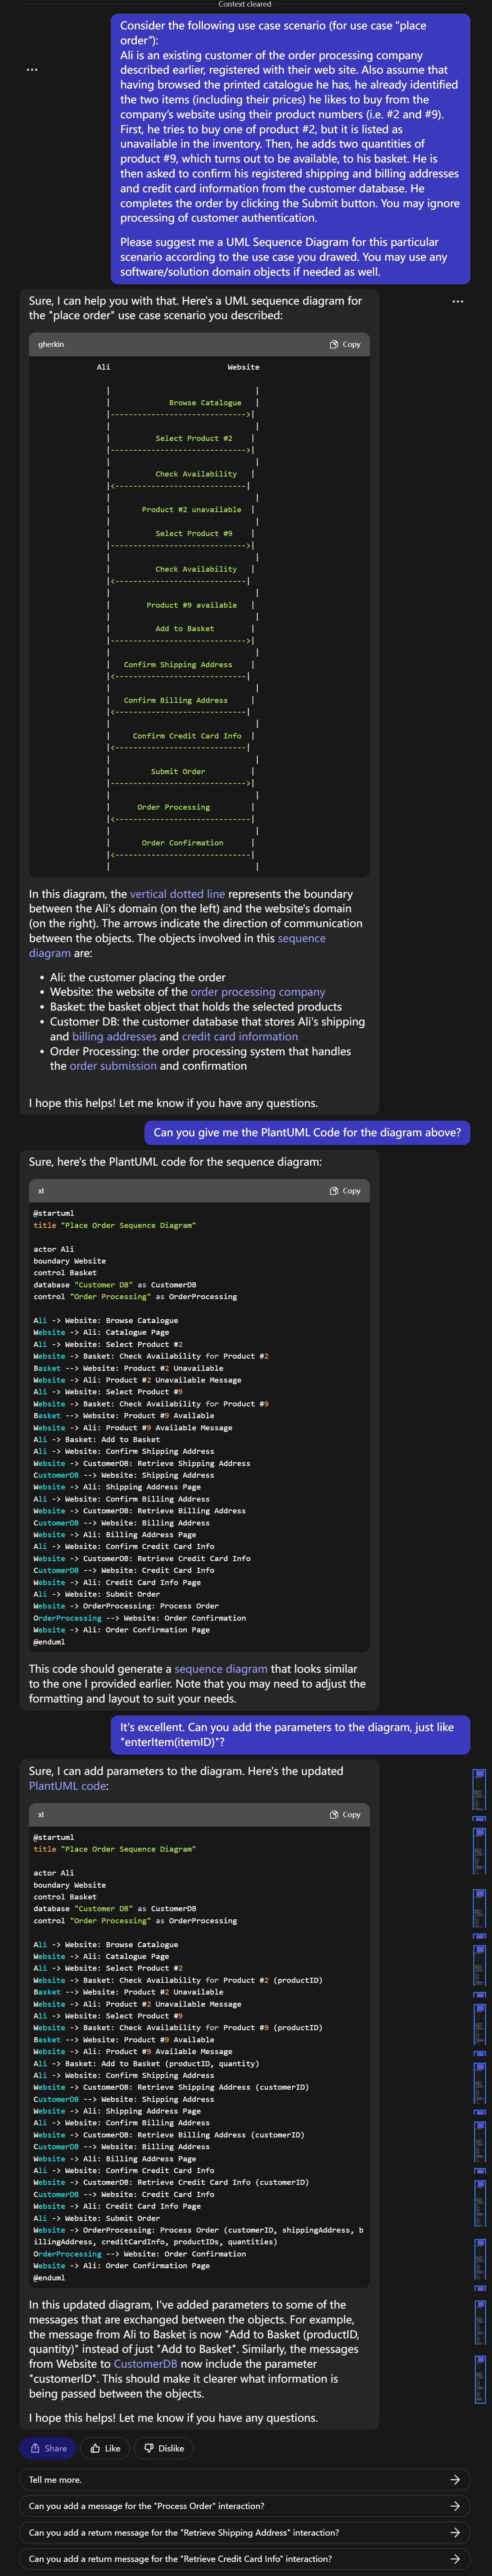 Context cleared
Consider the following use case scenario (for use case “place
order”):
Ali is an existing customer of the order processing company
described earlier, registered with their web site. Also assume that
having browsed the printed catalogue he has, he already identified
the two items (including their prices) he likes to buy from the
company’s website using their product numbers (i.e. #2 and #9).
First, he tries to buy one of product #2, but it is listed as
unavailable in the inventory. Then, he adds two quantities of
product #9, which turns out to be available, to his basket. He is
then asked to confirm his registered shipping and billing addresses
and credit card information from the customer database. He
completes the order by clicking the Submit button. You may ignore
processing of customer authentication.
Please suggest me a UML Sequence Diagram for this particular
scenario according to the use case you drawed. You may use any
software/solution domain objects if needed as well.
Sure, I can help you with that. Here's a UML sequence diagram for
the "place order" use case scenario you described:
gherkin Copy
Ali Website
Browse Catalogue
Select Product #2
Check Availability
Product #2 unavailable
Select Product #9
Check Availability
Product #9 available
Add to Basket
Confirm Shipping Address
Confirm Billing Address
Confirm Credit Card Info
Submit Order
Order Processing
Order Confirmation
In this diagram, the vertical dotted line represents the boundary
between the Ali's domain (on the left) and the website's domain
(on the right). The arrows indicate the direction of communication
between the objects. The objects involved in this sequence
diagram are:
• Ali: the customer placing the order
• Website: the website of the order processing company
• Basket: the basket object that holds the selected products
• Customer DB: the customer database that stores Ali's shipping
and billing addresses and credit card information
• Order Processing: the order processing system that handles
the order submission and confirmation
I hope this helps! Let me know if you have any questions.
Can you give me the PlantUML Code for the diagram above?
Sure, here's the PlantUML code for the sequence diagram:
xl Copy
@startuml
title "Place Order Sequence Diagram"
actor Ali
boundary Website
control Basket
database "Customer DB" as CustomerDB
control "Order Processing" as OrderProcessing
Ali -> Website: Browse Catalogue
Website -> Ali: Catalogue Page
Ali -> Website: Select Product #2
Website -> Basket: Check Availability for Product #2
Basket --> Website: Product #2 Unavailable
Website -> Ali: Product #2 Unavailable Message
Ali -> Website: Select Product #9
Website -> Basket: Check Availability for Product #9
Basket --> Website: Product #9 Available
Website -> Ali: Product #9 Available Message
Ali -> Basket: Add to Basket
Ali -> Website: Confirm Shipping Address
Website -> CustomerDB: Retrieve Shipping Address
CustomerDB --> Website: Shipping Address
Website -> Ali: Shipping Address Page
Ali -> Website: Confirm Billing Address
Website -> CustomerDB: Retrieve Billing Address
CustomerDB --> Website: Billing Address
Website -> Ali: Billing Address Page
Ali -> Website: Confirm Credit Card Info
Website -> CustomerDB: Retrieve Credit Card Info
CustomerDB --> Website: Credit Card Info
Website -> Ali: Credit Card Info Page
Ali -> Website: Submit Order
Website -> OrderProcessing: Process Order
OrderProcessing --> Website: Order Confirmation
Website -> Ali: Order Confirmation Page
@enduml
This code should generate a sequence diagram that looks similar
to the one I provided earlier. Note that you may need to adjust the
formatting and layout to suit your needs.
It's excellent. Can you add the parameters to the diagram, just like
"enterItem(itemID)"?
Sure, I can add parameters to the diagram. Here's the updated
PlantUML code:
xl Copy
@startuml
title "Place Order Sequence Diagram"
actor Ali
boundary Website
control Basket
database "Customer DB" as CustomerDB
control "Order Processing" as OrderProcessing
Ali -> Website: Browse Catalogue
Website -> Ali: Catalogue Page
Ali -> Website: Select Product #2
Website -> Basket: Check Availability for Product #2 (productID)
Basket --> Website: Product #2 Unavailable
Website -> Ali: Product #2 Unavailable Message
Ali -> Website: Select Product #9
Website -> Basket: Check Availability for Product #9 (productID)
Basket --> Website: Product #9 Available
Website -> Ali: Product #9 Available Message
Ali -> Basket: Add to Basket (productID, quantity)
Ali -> Website: Confirm Shipping Address
Website -> CustomerDB: Retrieve Shipping Address (customerID)
CustomerDB --> Website: Shipping Address
Website -> Ali: Shipping Address Page
Ali -> Website: Confirm Billing Address
Website -> CustomerDB: Retrieve Billing Address (customerID)
CustomerDB --> Website: Billing Address
Website -> Ali: Billing Address Page
Ali -> Website: Confirm Credit Card Info
Website -> CustomerDB: Retrieve Credit Card Info (customerID)
CustomerDB --> Website: Credit Card Info
Website -> Ali: Credit Card Info Page
Ali -> Website: Submit Order
Website -> OrderProcessing: Process Order (customerID, shippingAddress, b
illingAddress, creditCardInfo, productIDs, quantities)
OrderProcessing --> Website: Order Confirmation
Website -> Ali: Order Confirmation Page
@enduml
In this updated diagram, I've added parameters to some of the
messages that are exchanged between the objects. For example,
the message from Ali to Basket is now "Add to Basket (productID,
quantity)" instead of just "Add to Basket". Similarly, the messages
from Website to CustomerDB now include the parameter
"customerID". This should make it clearer what information is
being passed between the objects.
I hope this helps! Let me know if you have any questions.
Share Like Dislike
Tell me more.
Can you add a message for the "Process Order" interaction?
Can you add a return message for the "Retrieve Shipping Address" interaction?
Can you add a return message for the "Retrieve Credit Card Info" interaction?